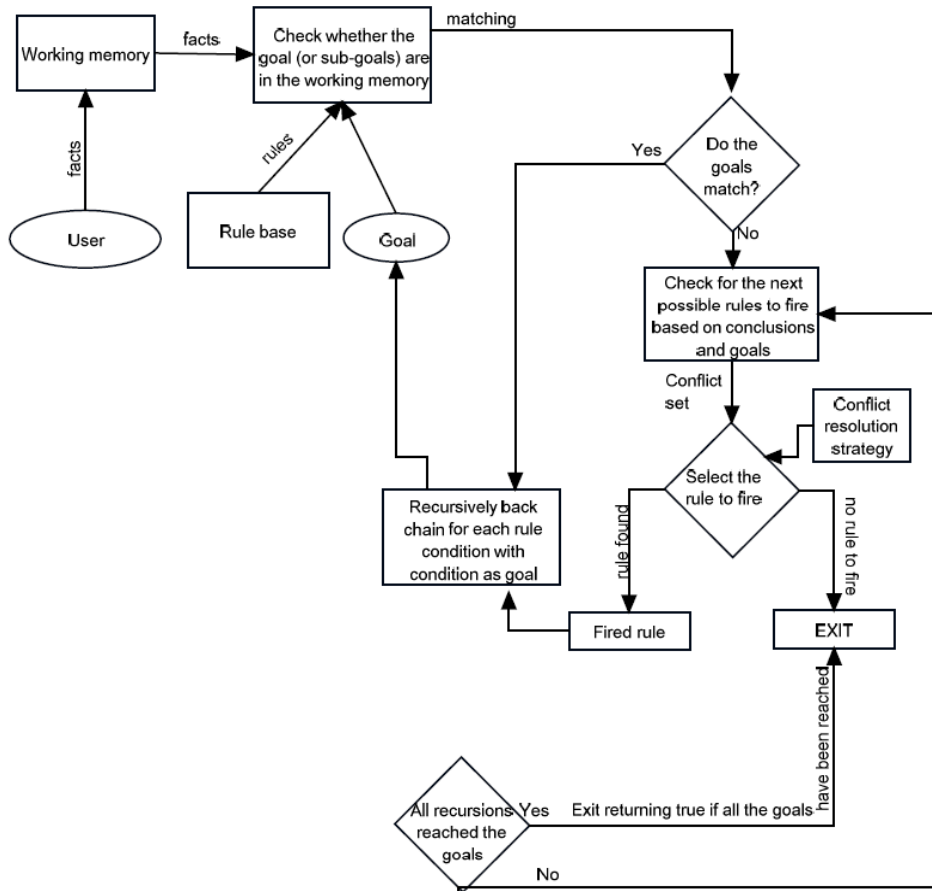 matching
facts
Working memory
Check whether the
goal (or sub-goals) are
in the working memory
facts
rules
Yes
Do the
goals
match?
User
Rule base
Goal
No
Check for the next
possible rules to fire
based on conclusions
and goals
Conflict
set
Conflict
resolution
strategy
Select the
rule to fire
Recursively back
chain for each rule
condition with
condition as goal
rule found
no rule to fire
Fired rule
EXIT
have been reached
All recursions
reached the
goals
Yes
Exit returning true if all the goals
No